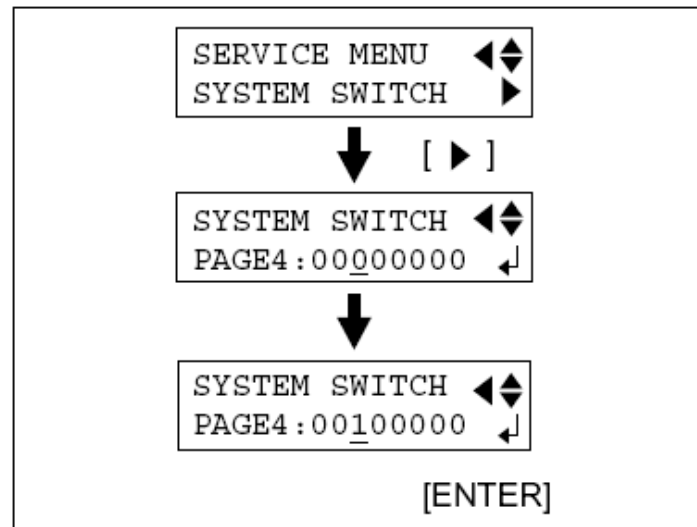 SERVICE MENU ◀▲▼
SYSTEM SWITCH ▶
[ ▶ ]
SYSTEM SWITCH ◀▲▼
PAGE4:00000000 ↵
SYSTEM SWITCH ◀▲▼
PAGE4:00100000 ↵
[ENTER]